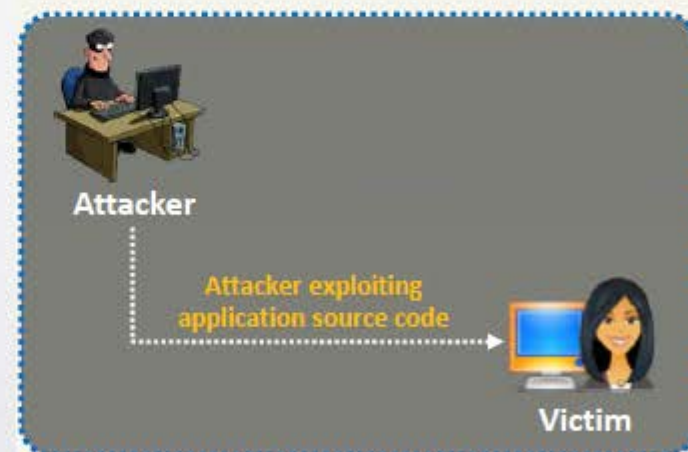 Attacker
Attacker exploiting
application source code
Victim